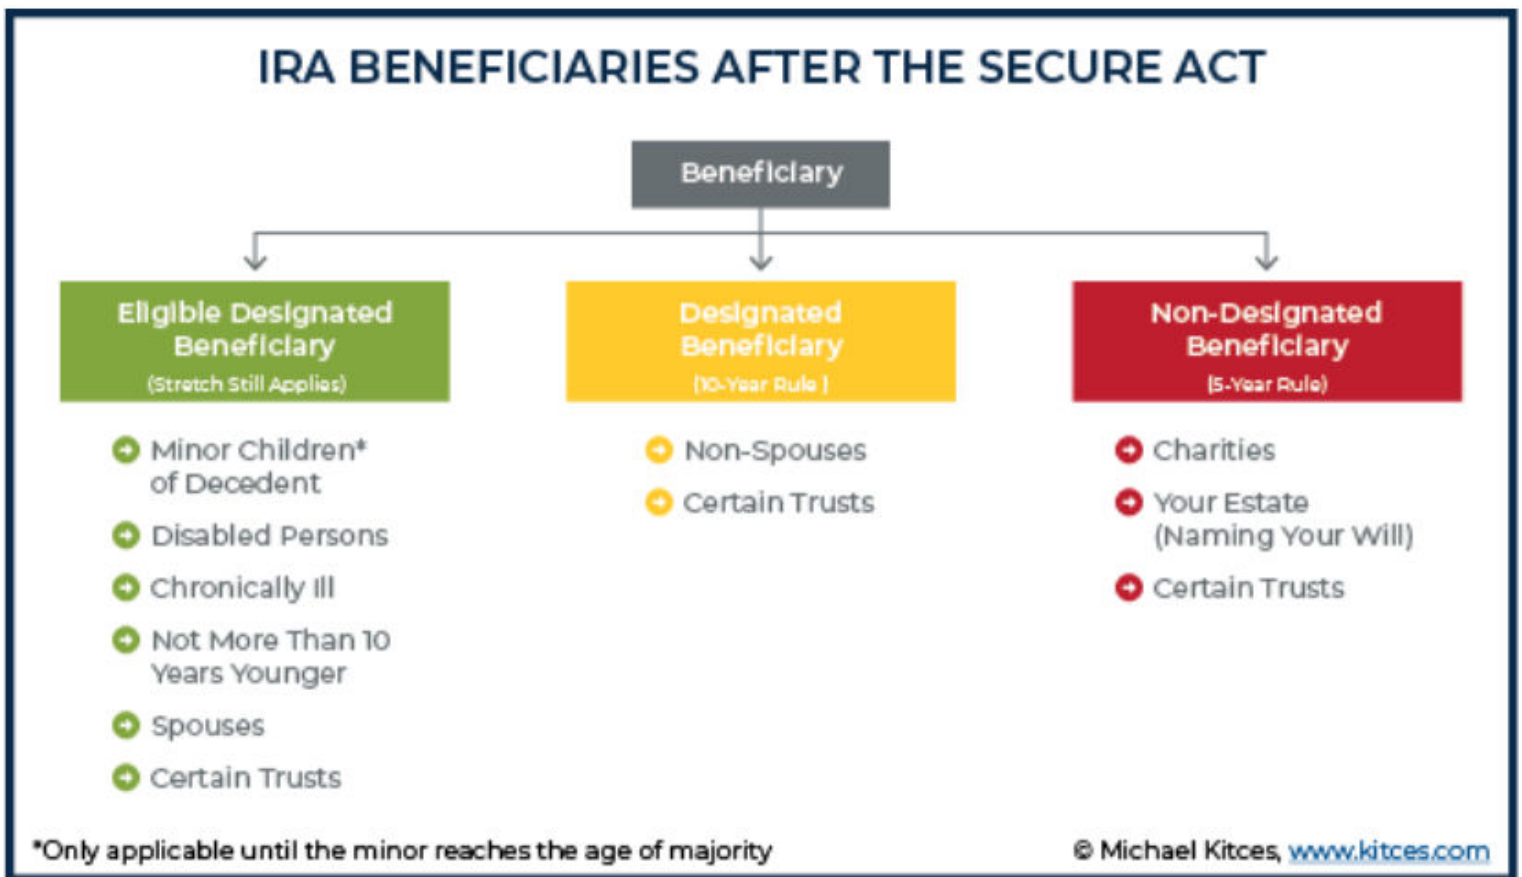 IRA BENEFICIARIES AFTER THE SECURE ACT
Beneficiary
Eligible Designated
Beneficiary
(Stretch Still Applies)
Minor Children*
of Decedent
Disabled Persons
Chronically Ill
Not More Than 10
Years Younger
Spouses
Certain Trusts
Designated
Beneficiary
(10-Year Rule )
Non-Spouses
Certain Trusts
Non-Designated
Beneficiary
(5-Year Rule)
Charities
Your Estate
(Naming Your Will)
Certain Trusts
*Only applicable until the minor reaches the age of majority
© Michael Kitces, www.kitces.com